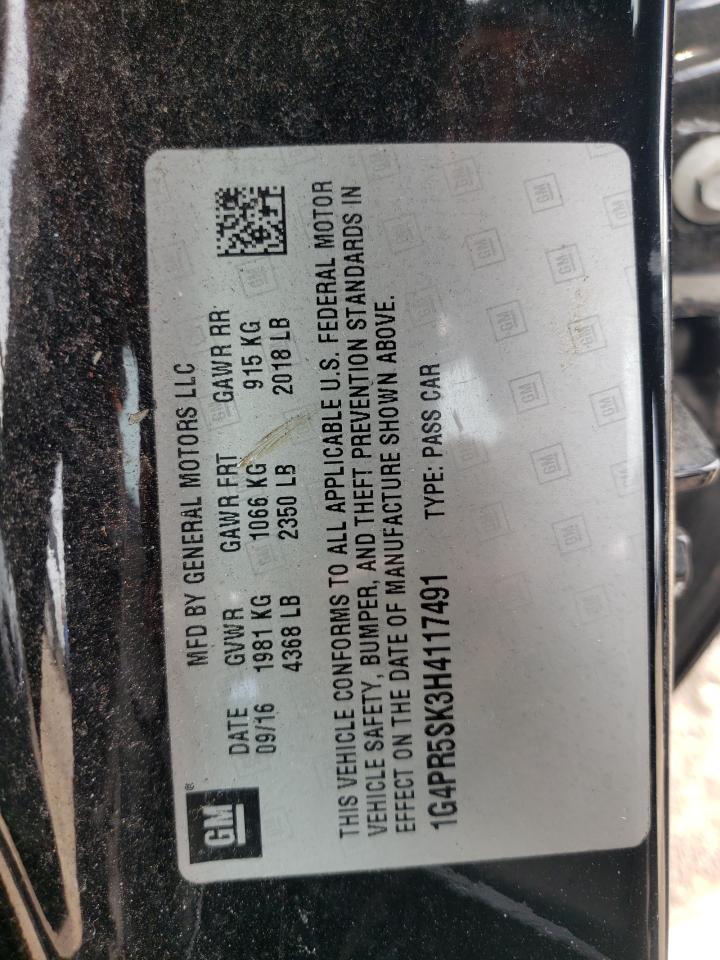 GM®
MFD BY GENERAL MOTORS LLC
DATE GVWR GAWR FRT GAWR RR
09/16 1981 KG 1066 KG 915 KG
4368 LB 2350 LB 2018 LB
THIS VEHICLE CONFORMS TO ALL APPLICABLE U.S. FEDERAL MOTOR
VEHICLE SAFETY, BUMPER, AND THEFT PREVENTION STANDARDS IN
EFFECT ON THE DATE OF MANUFACTURE SHOWN ABOVE.
1G4PR5SK3H4117491 TYPE: PASS CAR